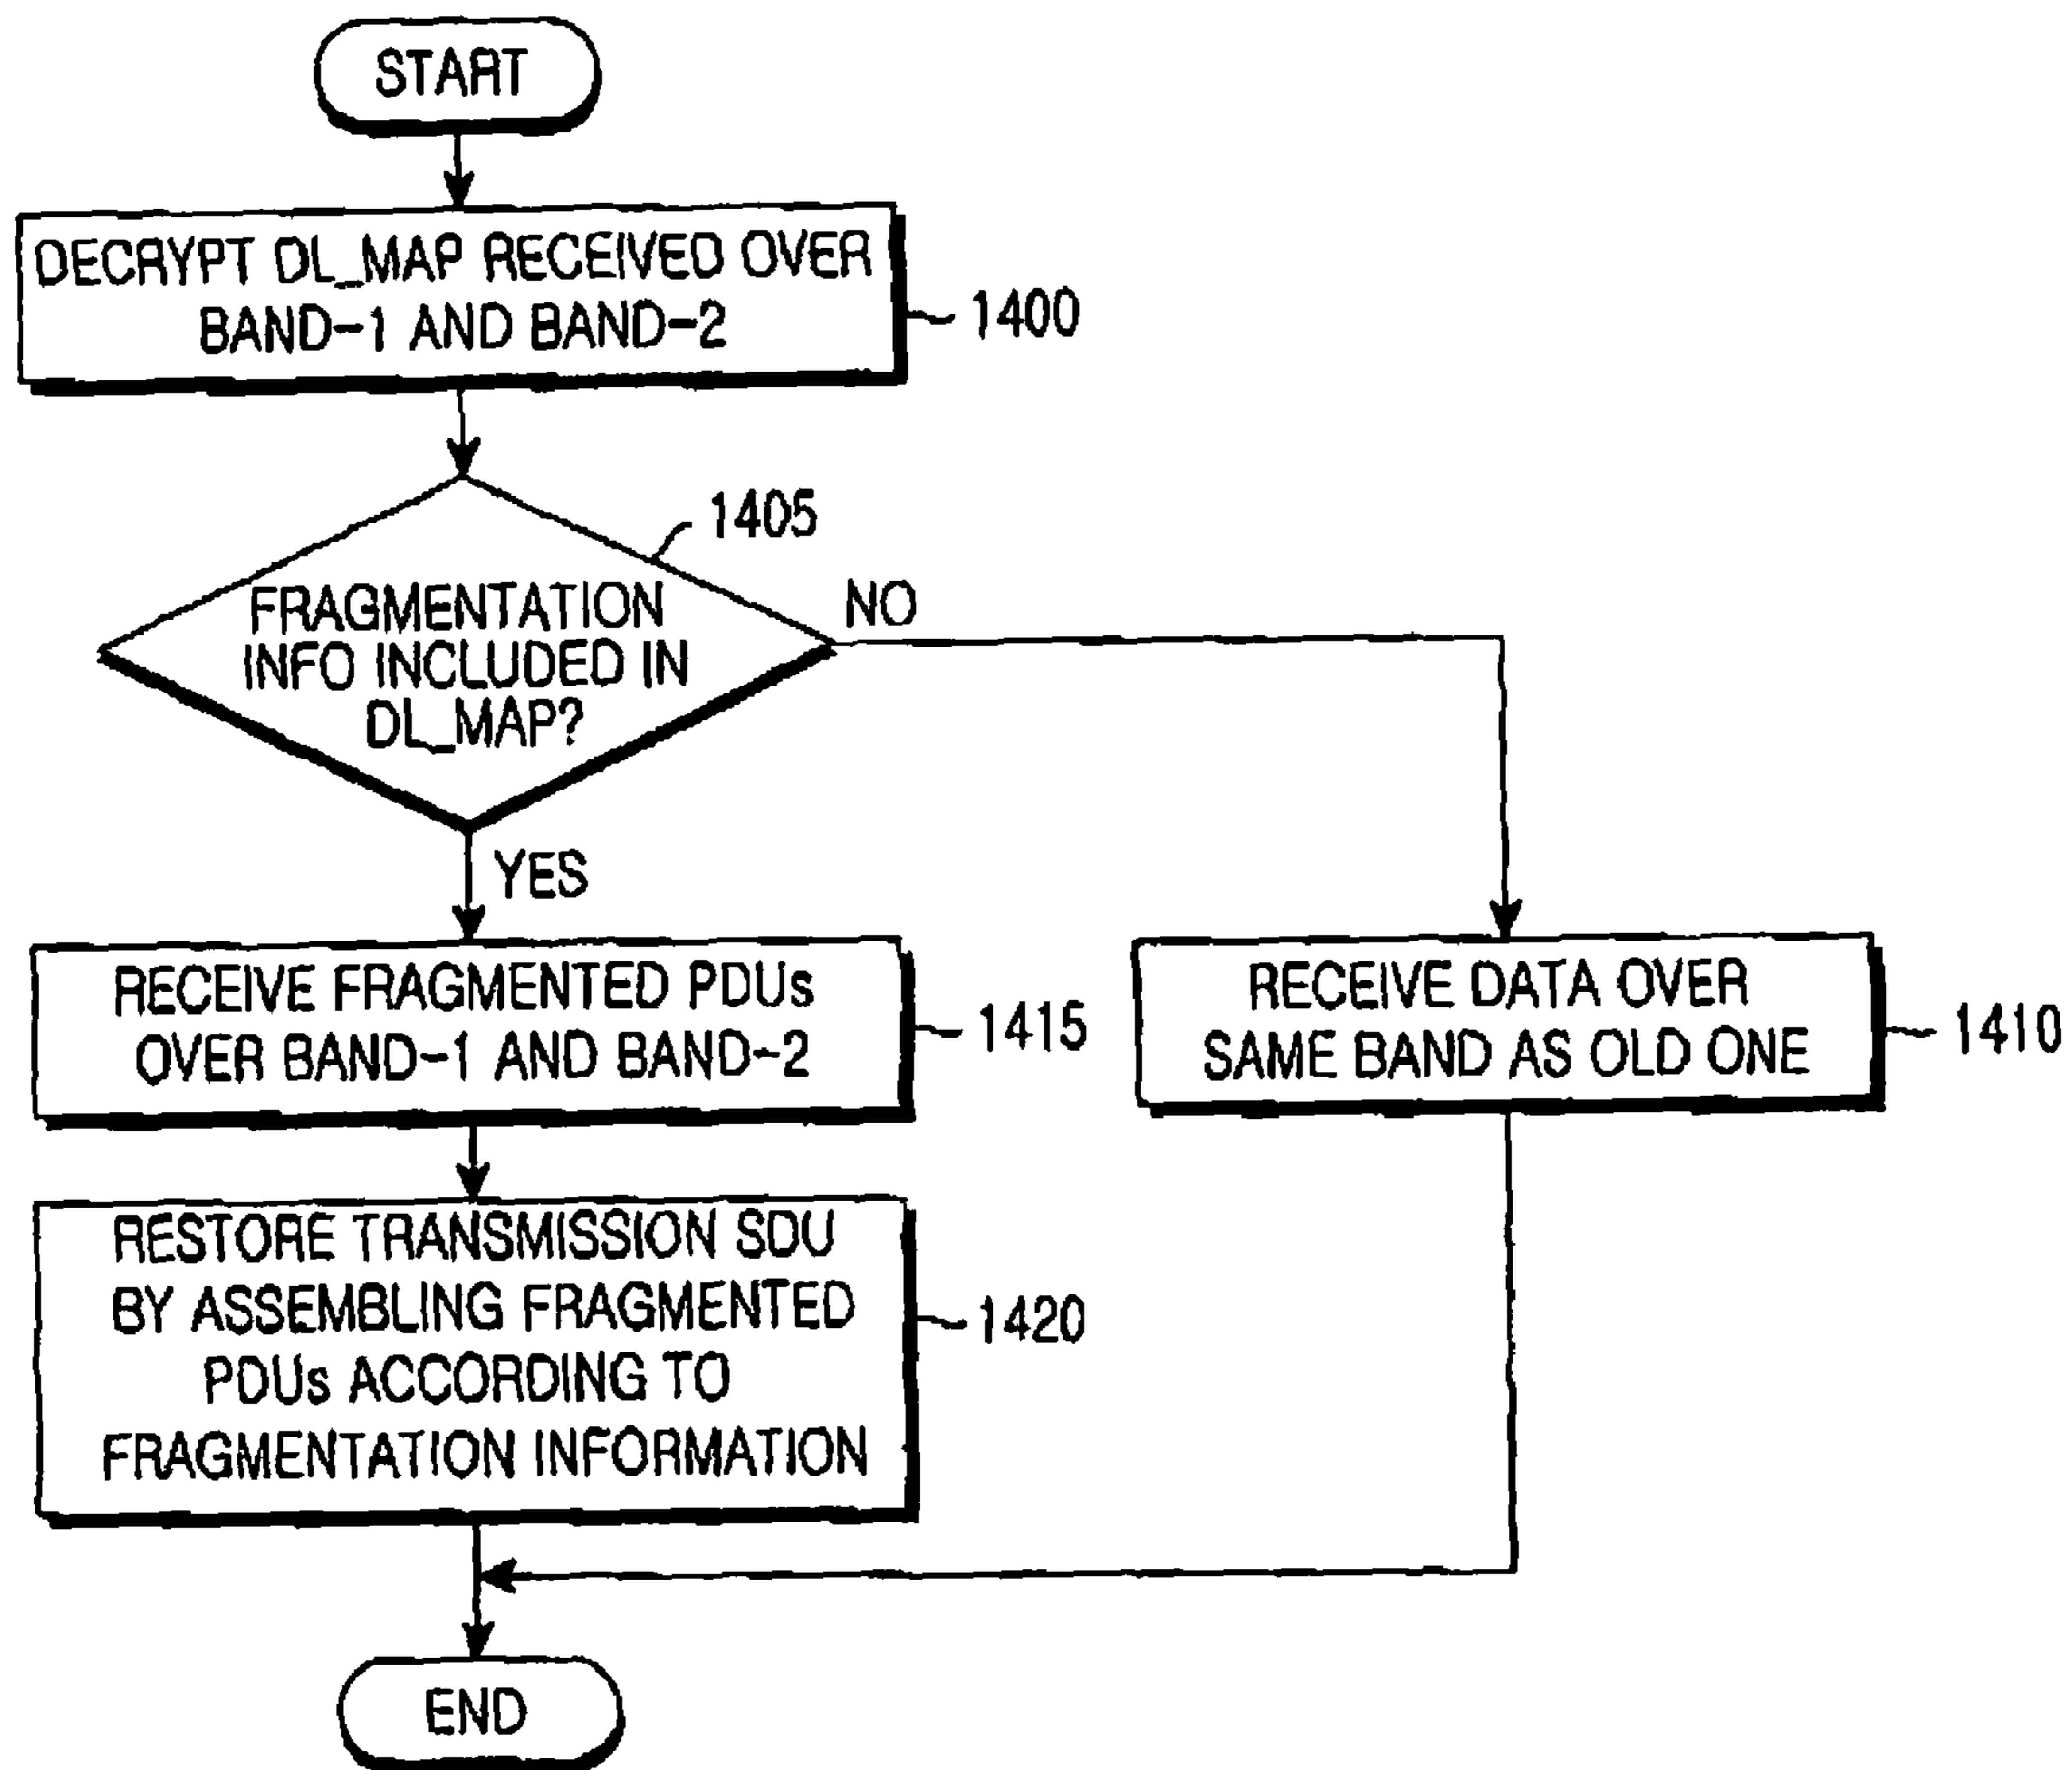 START
DECRYPT DL_MAP RECEIVED OVER
BAND-1 AND BAND-2
1400
1405
FRAGMENTATION
INFO INCLUDED IN
DL_MAP?
NO
YES
RECEIVE FRAGMENTED PDUs
OVER BAND-1 AND BAND-2
1415
RECEIVE DATA OVER
SAME BAND AS OLD ONE
1410
RESTORE TRANSMISSION SDU
BY ASSEMBLING FRAGMENTED
PDUs ACCORDING TO
FRAGMENTATION INFORMATION
1420
END